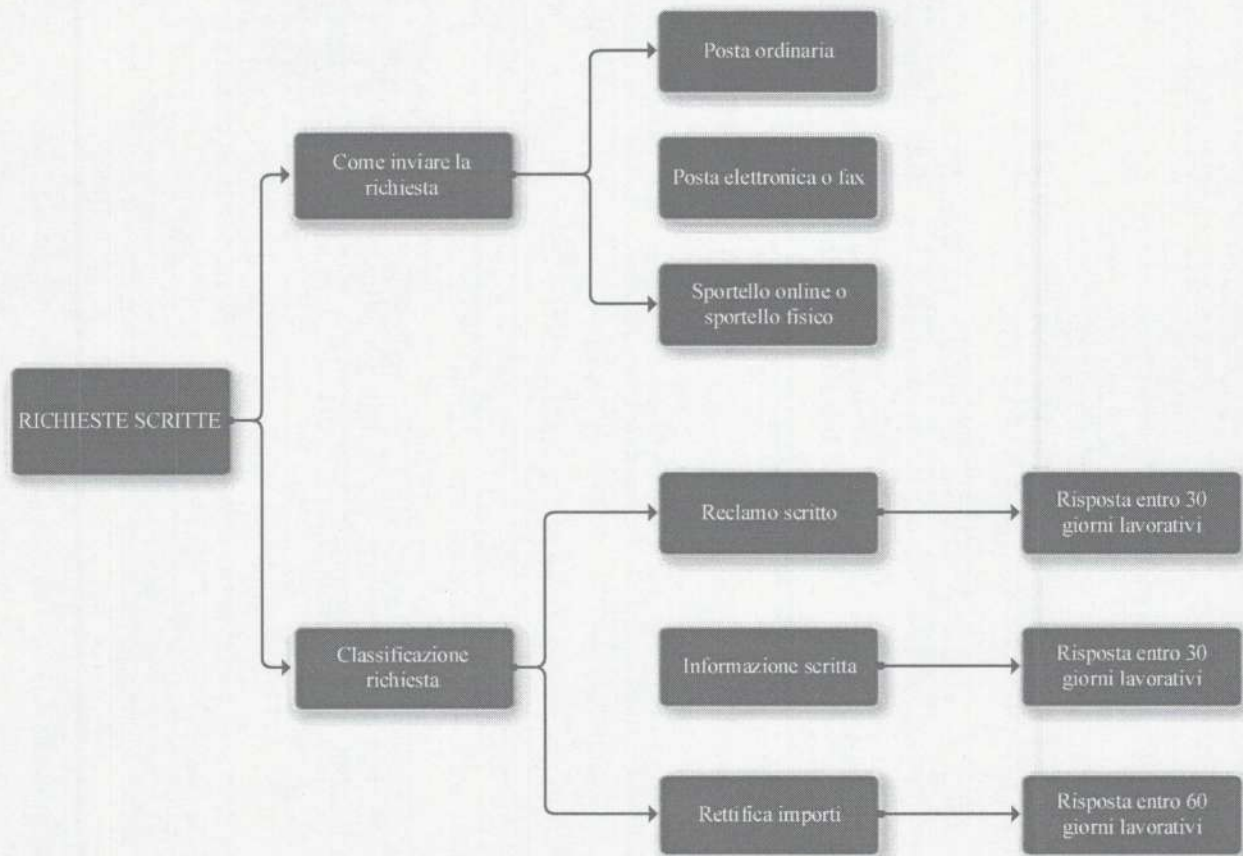 Posta ordinaria
Come inviare la
richiesta
Posta elettronica o fax
Sportello online o
sportello fisico
RICHIESTE SCRITTE
Reclamo scritto
Risposta entro 30
giorni lavorativi
Classificazione
richiesta
Informazione scritta
Risposta entro 30
giorni lavorativi
Rettifica importi
Risposta entro 60
giorni lavorativi